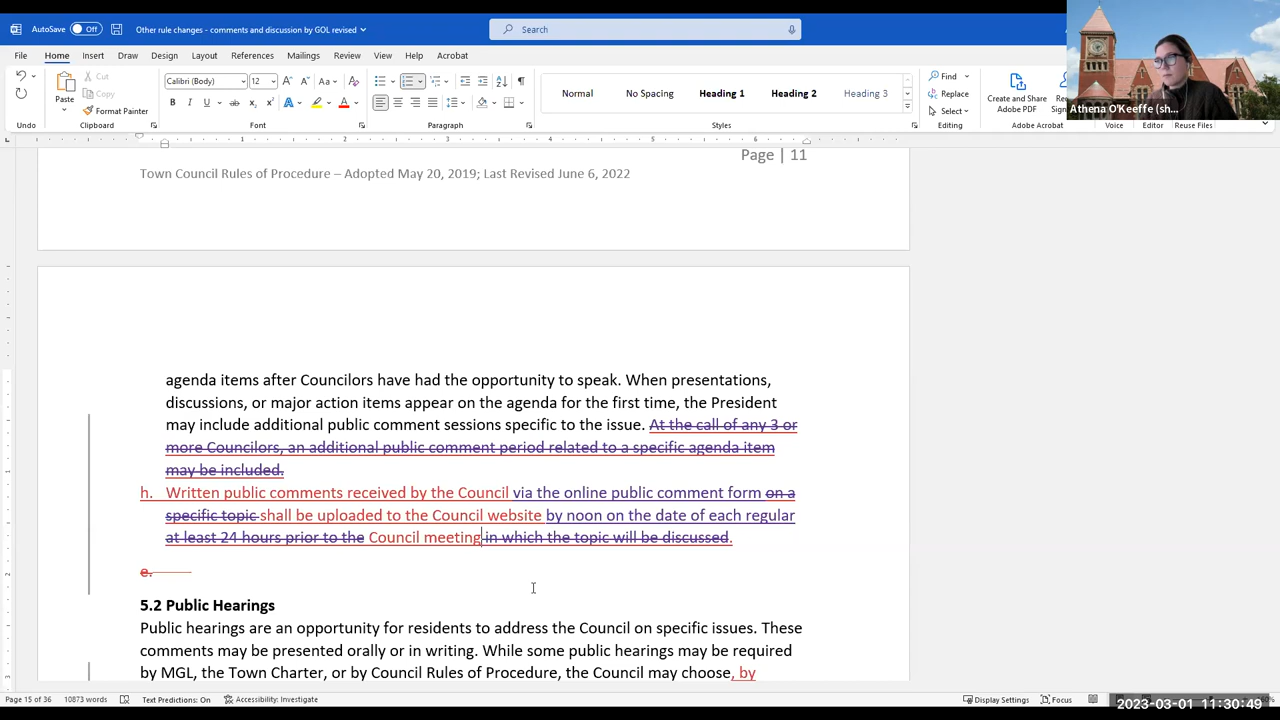 AutoSave Off Other rule changes - comments and discussion by GOL revised Search
File Home Insert Draw Design Layout References Mailings Review View Help Acrobat
Paste Cut Copy Format Painter Calibri (Body) 12 Aa Normal No Spacing Heading 1 Heading 2 Heading 3 Find Replace Select Create and Share Adobe PDF
Athena O'Keeffe (sh...
Undo Clipboard Font Paragraph Styles Editing Adobe Acrobat Voice Editor Reuse Files
Page | 11
Town Council Rules of Procedure – Adopted May 20, 2019; Last Revised June 6, 2022
agenda items after Councilors have had the opportunity to speak. When presentations,
discussions, or major action items appear on the agenda for the first time, the President
may include additional public comment sessions specific to the issue. At the call of any 3 or
more Councilors, an additional public comment period related to a specific agenda item
may be included.
h. Written public comments received by the Council via the online public comment form on a
specific topic shall be uploaded to the Council website by noon on the date of each regular
at least 24 hours prior to the Council meeting in which the topic will be discussed.
e.
5.2 Public Hearings
Public hearings are an opportunity for residents to address the Council on specific issues. These
comments may be presented orally or in writing. While some public hearings may be required
by MGL, the Town Charter, or by Council Rules of Procedure, the Council may choose, by
Page 15 of 36 10873 words Text Predictions: On Accessibility: Investigate Display Settings Focus
2023-03-01 11:30:49